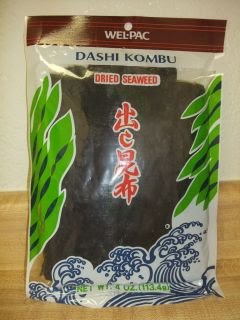 WEL·PAC
DASHI KOMBU
DRIED SEAWEED
出し昆布
NET WT. 4 OZ. (113.4g)